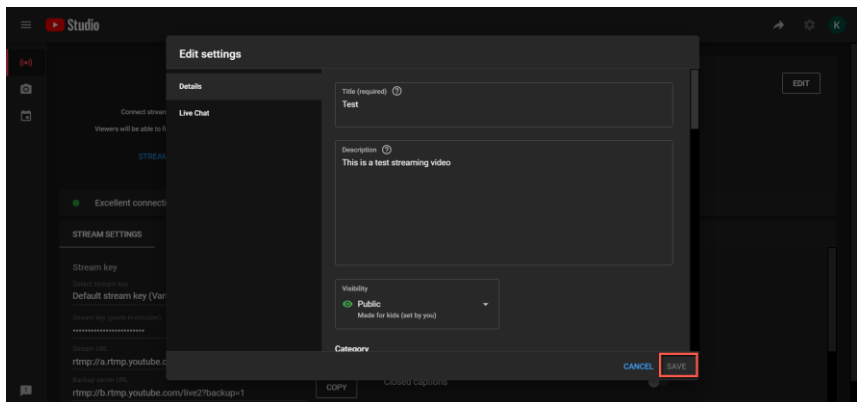 Studio
K
Edit settings
Details
Live Chat
Title (required)
Test
Description
This is a test streaming video
Visibility
Public
Made for kids (set by you)
Category
CANCEL
SAVE
EDIT
Connect stream
Viewers will be able to fi
STREAM
Excellent connecti
STREAM SETTINGS
Stream key
Select stream key
Default stream key (Var
Stream key (paste in encoder)
Stream URL
rtmp://a.rtmp.youtube.c
Backup server URL
rtmp://b.rtmp.youtube.com/live2?backup=1
COPY
Closed captions